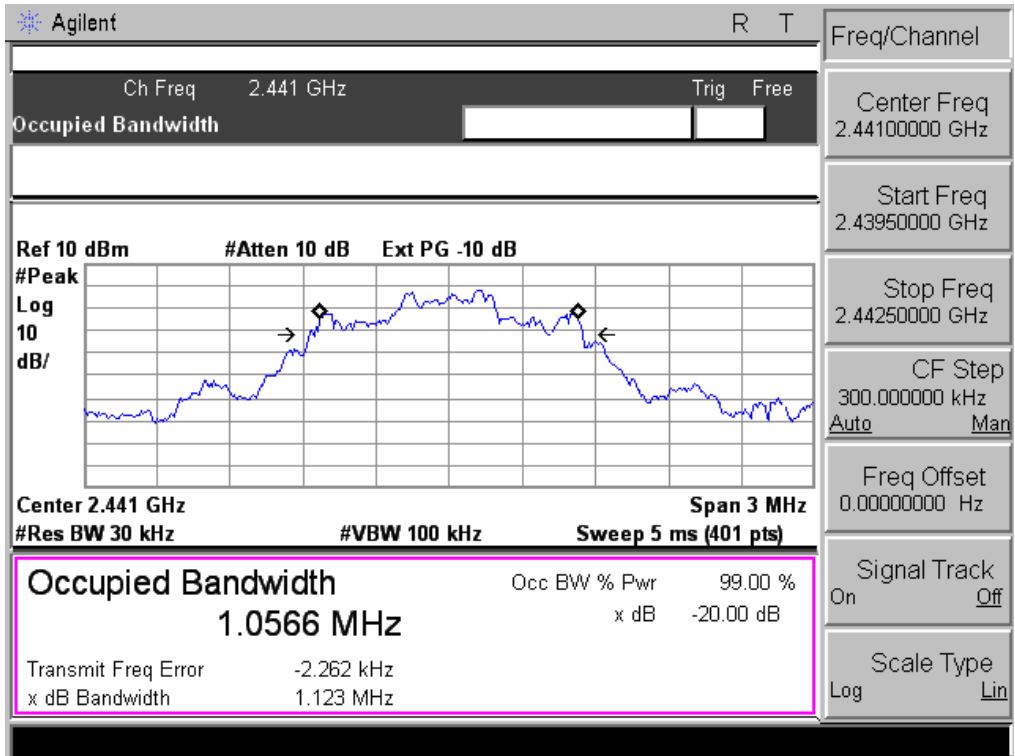 Agilent R T
Ch Freq 2.441 GHz Trig Free
Occupied Bandwidth
Ref 10 dBm #Atten 10 dB Ext PG -10 dB
#Peak
Log
10
dB/
Center 2.441 GHz Span 3 MHz
#Res BW 30 kHz #VBW 100 kHz Sweep 5 ms (401 pts)
Occupied Bandwidth Occ BW % Pwr 99.00 %
1.0566 MHz x dB -20.00 dB
Transmit Freq Error -2.262 kHz
x dB Bandwidth 1.123 MHz
Freq/Channel
Center Freq
2.44100000 GHz
Start Freq
2.43950000 GHz
Stop Freq
2.44250000 GHz
CF Step
300.000000 kHz
Auto Man
Freq Offset
0.00000000 Hz
Signal Track
On Off
Scale Type
Log Lin